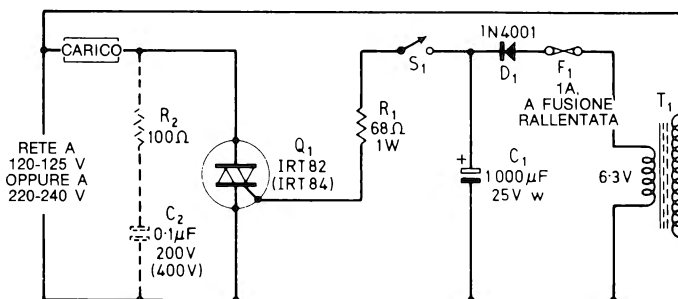 CARICO
R2
100Ω
RETE A
120-125 V
OPPURE A
220-240 V
C2
0·1µF
200V
(400V)
Q1
IRT82
(IRT84)
R1
68Ω
1W
S1
1N4001
D1
F1
1A,
A FUSIONE
RALLENTATA
+
C1
1000µF
25V w
6·3V
T1